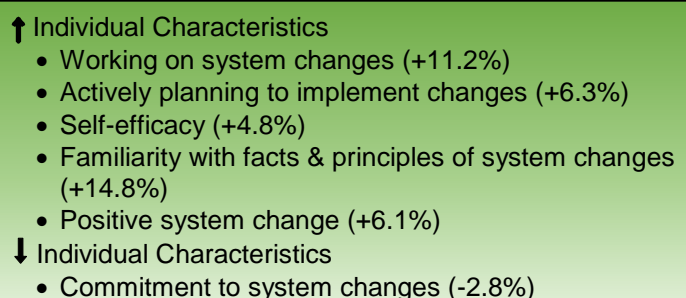 ↑ Individual Characteristics
• Working on system changes (+11.2%)
• Actively planning to implement changes (+6.3%)
• Self-efficacy (+4.8%)
• Familiarity with facts & principles of system changes
(+14.8%)
• Positive system change (+6.1%)
↓ Individual Characteristics
• Commitment to system changes (-2.8%)